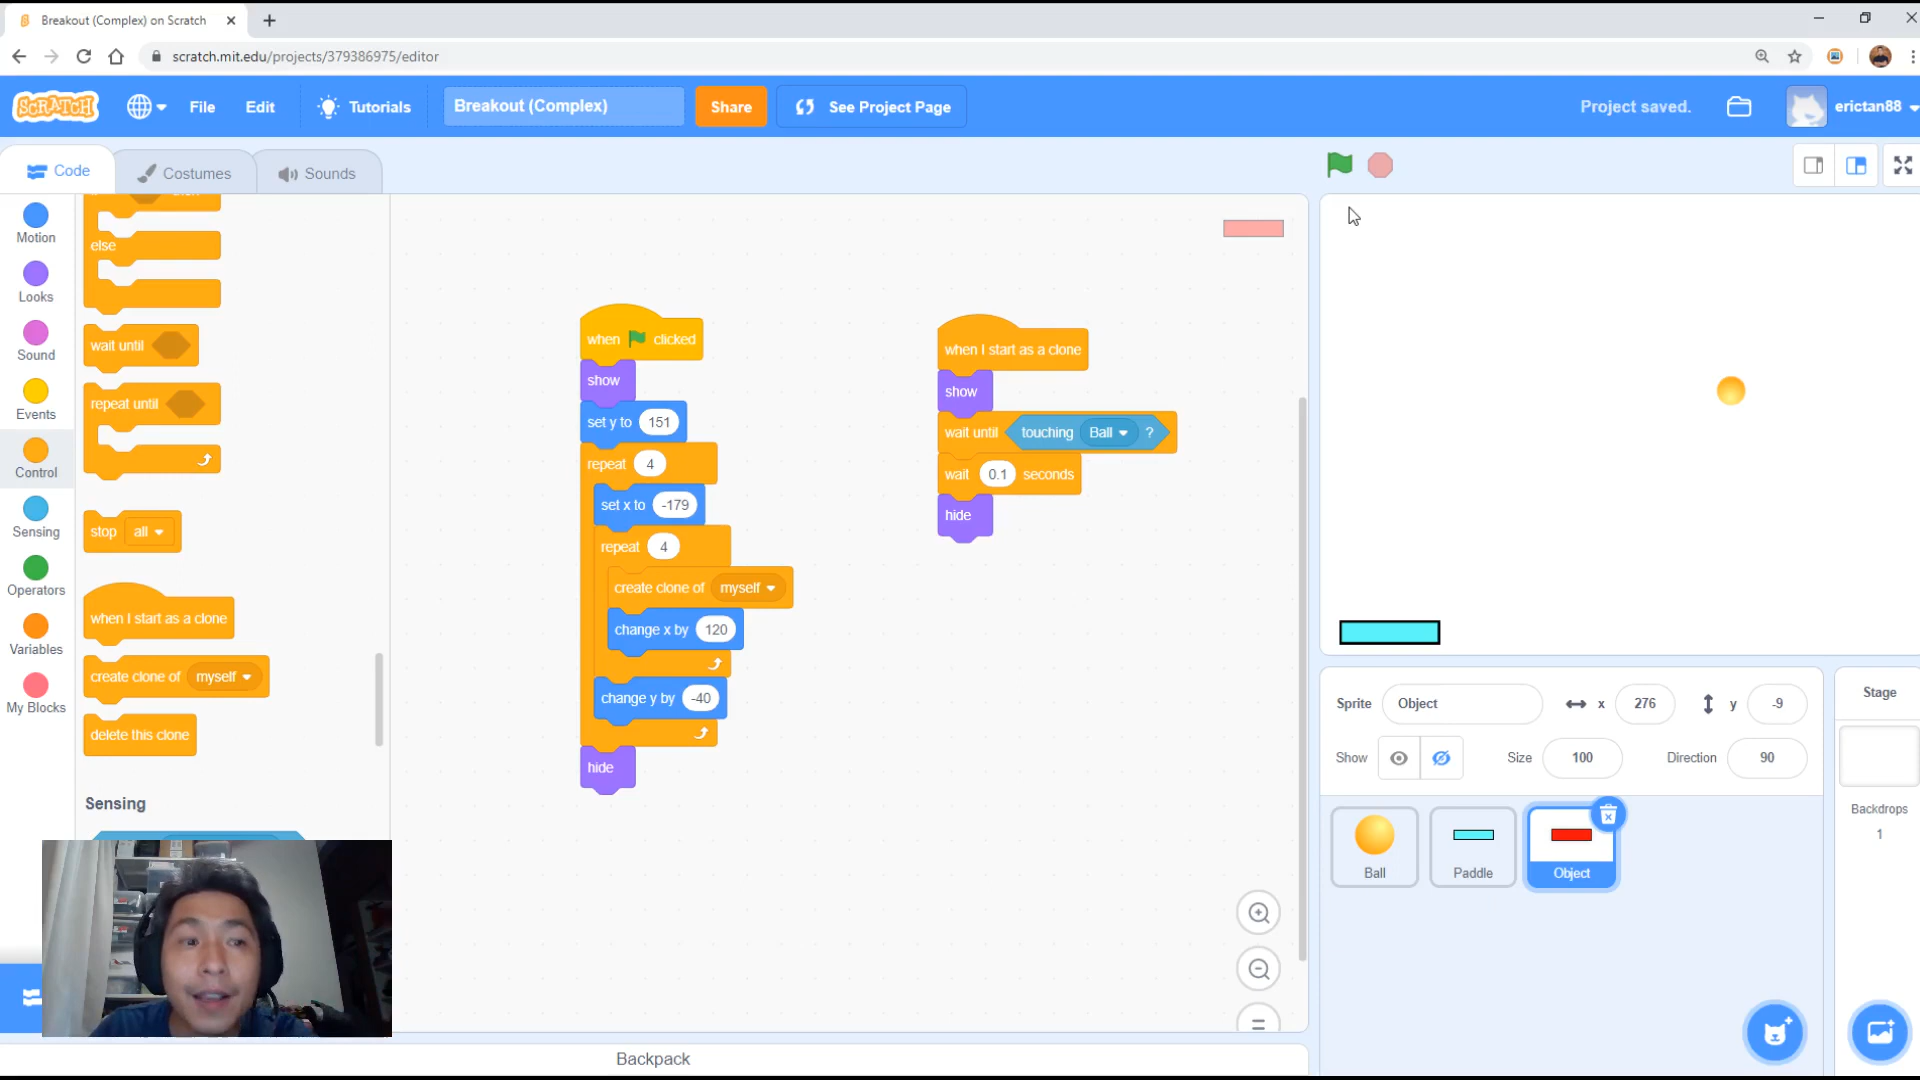 Breakout (Complex) on Scratch
scratch.mit.edu/projects/379386975/editor
SCRATCH
File
Edit
Tutorials
Breakout (Complex)
Share
See Project Page
Project saved.
erictan88
Code
Costumes
Sounds
Motion
Looks
Sound
Events
Control
Sensing
Operators
Variables
My Blocks
else
wait until
repeat until
stop all
when I start as a clone
create clone of myself
delete this clone
Sensing
when clicked
show
set y to 151
repeat 4
set x to -179
repeat 4
create clone of myself
change x by 120
change y by -40
hide
when I start as a clone
show
wait until touching Ball ?
wait 0.1 seconds
hide
Backpack
Sprite Object x 276 y -9
Show Size 100 Direction 90
Ball
Paddle
Object
Stage
Backdrops
1